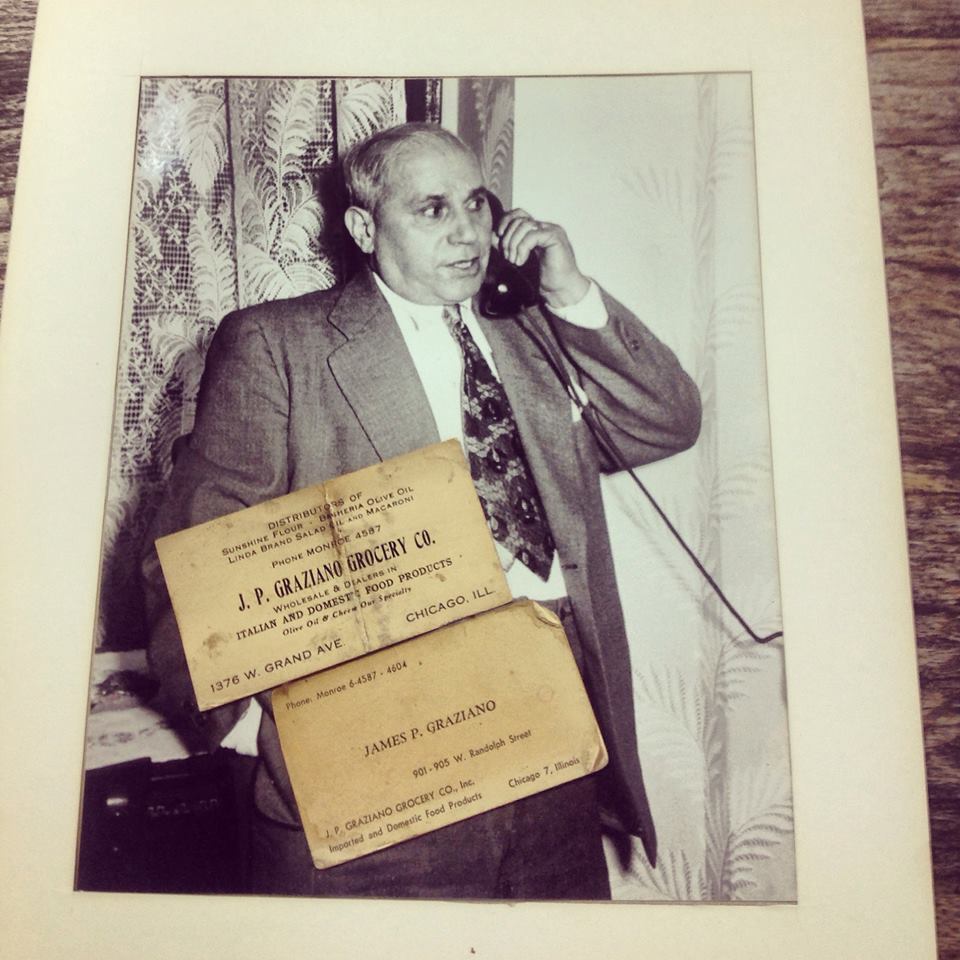 DISTRIBUTORS OF
SUNSHINE FLOUR - BANHERIA OLIVE OIL
LINDA BRAND SALAD OIL AND MACARONI
PHONE MONROE 4587
J. P. GRAZIANO GROCERY CO.
WHOLESALE & DEALERS IN
ITALIAN AND DOMESTIC FOOD PRODUCTS
Olive Oil & Cheese Our Specialty
1376 W. GRAND AVE. CHICAGO, ILL.
Phone: Monroe 6-4587 - 4604
JAMES P. GRAZIANO
901-905 W. Randolph Street
J. P. GRAZIANO GROCERY CO., Inc.
Imported and Domestic Food Products Chicago 7, Illinois